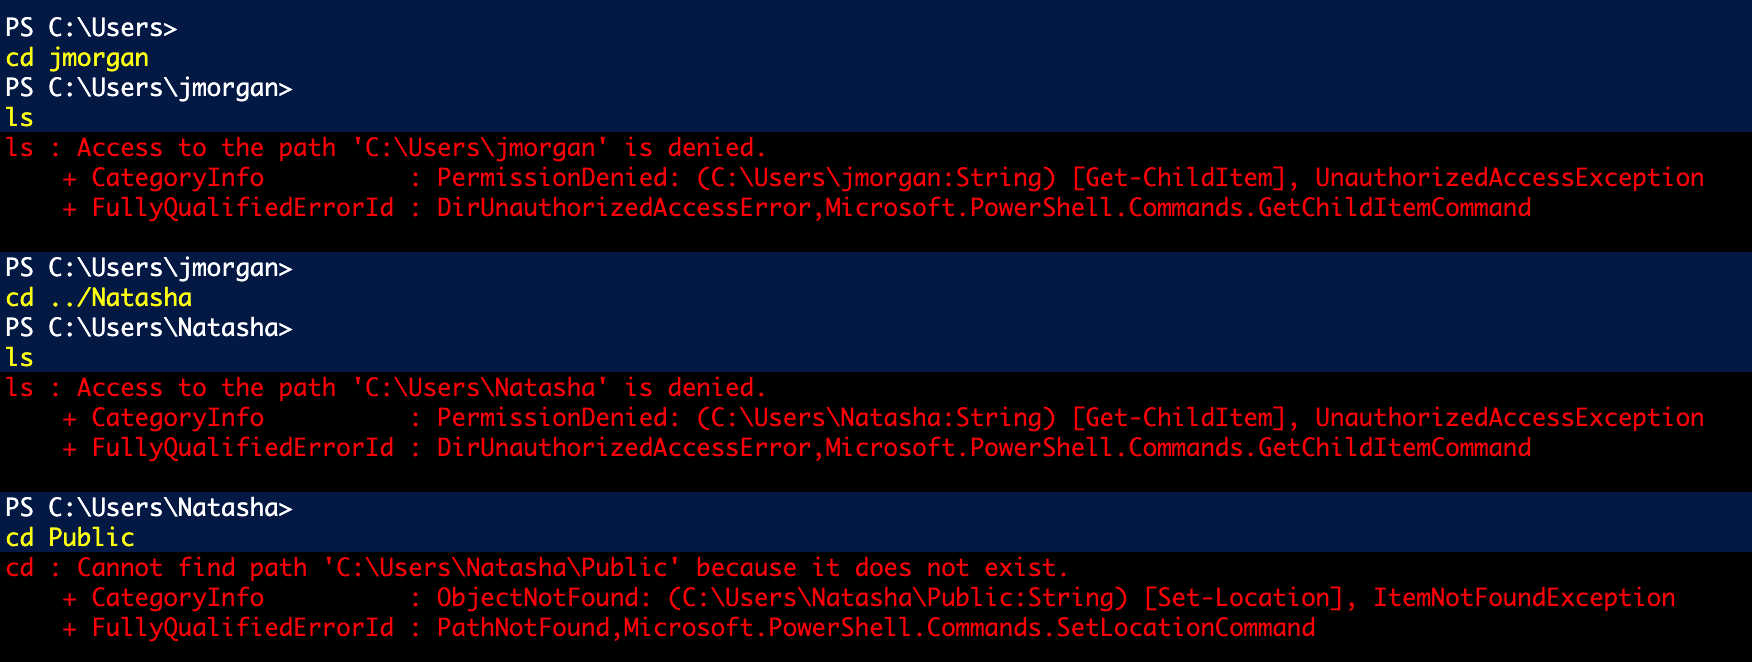 PS C:\Users>
cd jmorgan
PS C:\Users\jmorgan>
ls
ls : Access to the path 'C:\Users\jmorgan' is denied.
    + CategoryInfo          : PermissionDenied: (C:\Users\jmorgan:String) [Get-ChildItem], UnauthorizedAccessException
    + FullyQualifiedErrorId : DirUnauthorizedAccessError,Microsoft.PowerShell.Commands.GetChildItemCommand
PS C:\Users\jmorgan>
cd ../Natasha
PS C:\Users\Natasha>
ls
ls : Access to the path 'C:\Users\Natasha' is denied.
    + CategoryInfo          : PermissionDenied: (C:\Users\Natasha:String) [Get-ChildItem], UnauthorizedAccessException
    + FullyQualifiedErrorId : DirUnauthorizedAccessError,Microsoft.PowerShell.Commands.GetChildItemCommand
PS C:\Users\Natasha>
cd Public
cd : Cannot find path 'C:\Users\Natasha\Public' because it does not exist.
    + CategoryInfo          : ObjectNotFound: (C:\Users\Natasha\Public:String) [Set-Location], ItemNotFoundException
    + FullyQualifiedErrorId : PathNotFound,Microsoft.PowerShell.Commands.SetLocationCommand